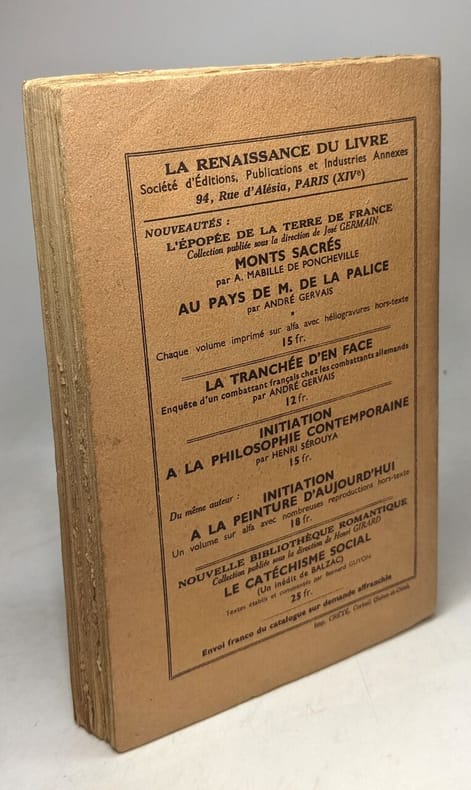 LA RENAISSANCE DU LIVRE
Société d'Éditions, Publications et Industries Annexes
94, Rue d'Alésia, PARIS (XIVe)
NOUVEAUTÉS :
L'ÉPOPÉE DE LA TERRE DE FRANCE
Collection publiée sous la direction de José GERMAIN
MONTS SACRÉS
par A. MABILLE DE PONCHEVILLE
AU PAYS DE M. DE LA PALICE
par ANDRÉ GERVAIS
*
Chaque volume imprimé sur alfa avec héliogravures hors-texte
15 fr.
LA TRANCHÉE D'EN FACE
Enquête d'un combattant français chez les combattants allemands
par ANDRÉ GERVAIS
12 fr.
INITIATION
A LA PHILOSOPHIE CONTEMPORAINE
par HENRI SÉROUYA
15 fr.
Du même auteur :
INITIATION
A LA PEINTURE D'AUJOURD'HUI
Un volume sur alfa avec nombreuses reproductions hors-texte
18 fr.
NOUVELLE BIBLIOTHÈQUE ROMANTIQUE
Collection publiée sous la direction de Henri GIRARD
LE CATÉCHISME SOCIAL
(Un inédit de BALZAC)
Textes établis et commentés par Bernard GUYON
25 fr.
Envoi franco du catalogue sur demande affranchie
Imp. CRÉTÉ, Corbeil (Seine-et-Oise).